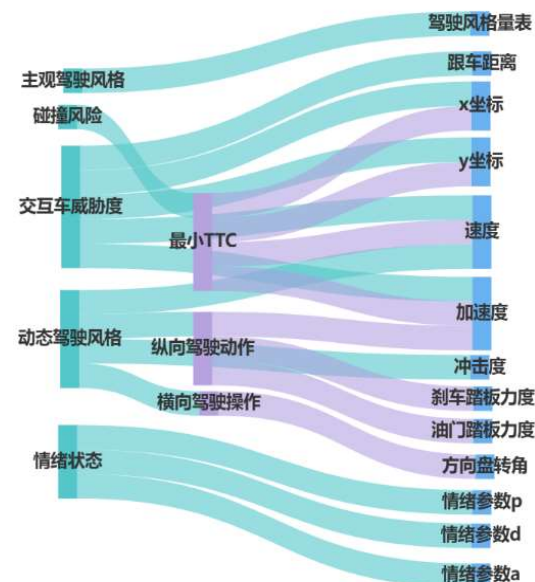 主观驾驶风格
碰撞风险
交互车威胁度
动态驾驶风格
情绪状态
最小TTC
纵向驾驶动作
横向驾驶操作
驾驶风格量表
跟车距离
x坐标
y坐标
速度
加速度
冲击度
刹车踏板力度
油门踏板力度
方向盘转角
情绪参数p
情绪参数d
情绪参数a